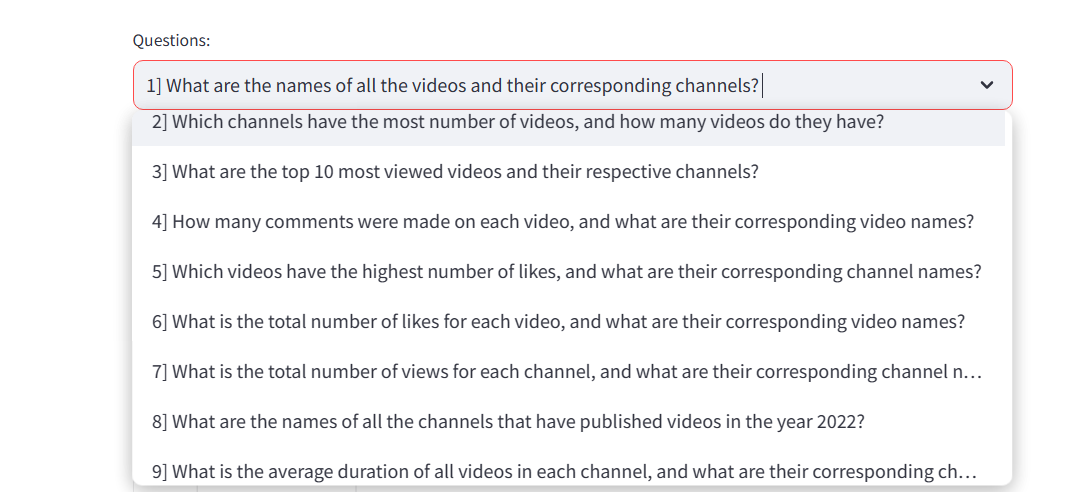 Questions:
1] What are the names of all the videos and their corresponding channels?
2] Which channels have the most number of videos, and how many videos do they have?
3] What are the top 10 most viewed videos and their respective channels?
4] How many comments were made on each video, and what are their corresponding video names?
5] Which videos have the highest number of likes, and what are their corresponding channel names?
6] What is the total number of likes for each video, and what are their corresponding video names?
7] What is the total number of views for each channel, and what are their corresponding channel n...
8] What are the names of all the channels that have published videos in the year 2022?
9] What is the average duration of all videos in each channel, and what are their corresponding ch...